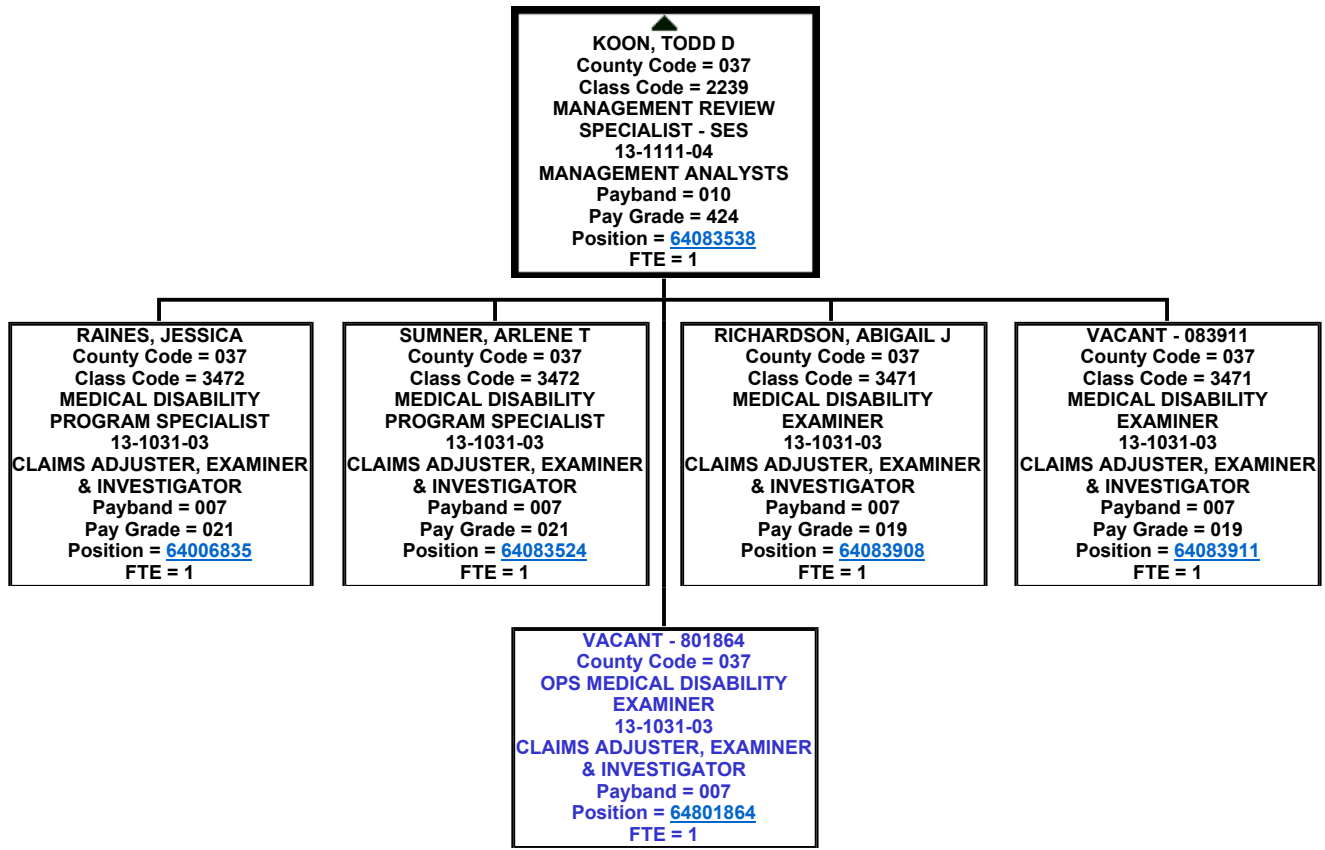 KOON, TODD D
County Code = 037
Class Code = 2239
MANAGEMENT REVIEW
SPECIALIST - SES
13-1111-04
MANAGEMENT ANALYSTS
Payband = 010
Pay Grade = 424
Position = 64083538
FTE = 1
RAINES, JESSICA
County Code = 037
Class Code = 3472
MEDICAL DISABILITY
PROGRAM SPECIALIST
13-1031-03
CLAIMS ADJUSTER, EXAMINER
& INVESTIGATOR
Payband = 007
Pay Grade = 021
Position = 64006835
FTE = 1
SUMNER, ARLENE T
County Code = 037
Class Code = 3472
MEDICAL DISABILITY
PROGRAM SPECIALIST
13-1031-03
CLAIMS ADJUSTER, EXAMINER
& INVESTIGATOR
Payband = 007
Pay Grade = 021
Position = 64083524
FTE = 1
RICHARDSON, ABIGAIL J
County Code = 037
Class Code = 3471
MEDICAL DISABILITY
EXAMINER
13-1031-03
CLAIMS ADJUSTER, EXAMINER
& INVESTIGATOR
Payband = 007
Pay Grade = 019
Position = 64083908
FTE = 1
VACANT - 083911
County Code = 037
Class Code = 3471
MEDICAL DISABILITY
EXAMINER
13-1031-03
CLAIMS ADJUSTER, EXAMINER
& INVESTIGATOR
Payband = 007
Pay Grade = 019
Position = 64083911
FTE = 1
VACANT - 801864
County Code = 037
OPS MEDICAL DISABILITY
EXAMINER
13-1031-03
CLAIMS ADJUSTER, EXAMINER
& INVESTIGATOR
Payband = 007
Position = 64801864
FTE = 1